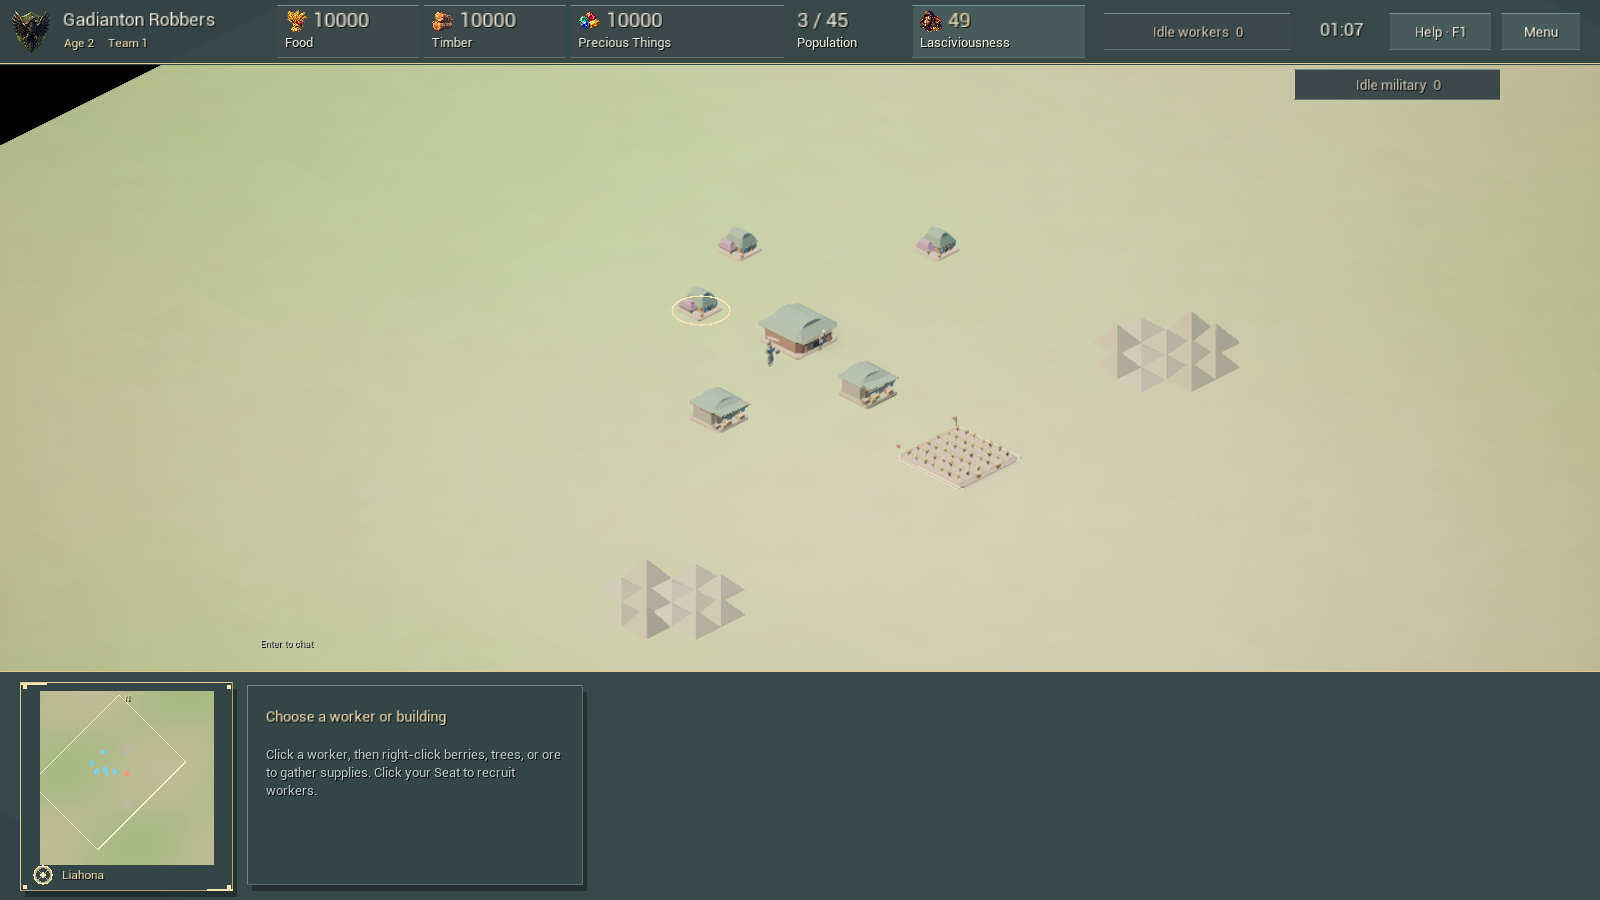 Gadianton Robbers
Age 2 Team 1
10000
Food
10000
Timber
10000
Precious Things
3 / 45
Population
49
Lasciviousness
Idle workers 0
01:07
Help · F1
Menu
Idle military 0
Enter to chat
N
Liahona
Choose a worker or building
Click a worker, then right-click berries, trees, or ore
to gather supplies. Click your Seat to recruit
workers.